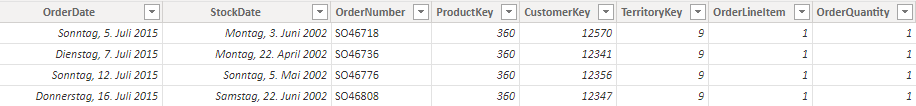 OrderDate StockDate OrderNumber ProductKey CustomerKey TerritoryKey OrderLineItem OrderQuantity
Sonntag, 5. Juli 2015 Montag, 3. Juni 2002 SO46718 360 12570 9 1 1
Dienstag, 7. Juli 2015 Montag, 22. April 2002 SO46736 360 12341 9 1 1
Sonntag, 12. Juli 2015 Sonntag, 5. Mai 2002 SO46776 360 12356 9 1 1
Donnerstag, 16. Juli 2015 Samstag, 22. Juni 2002 SO46808 360 12347 9 1 1